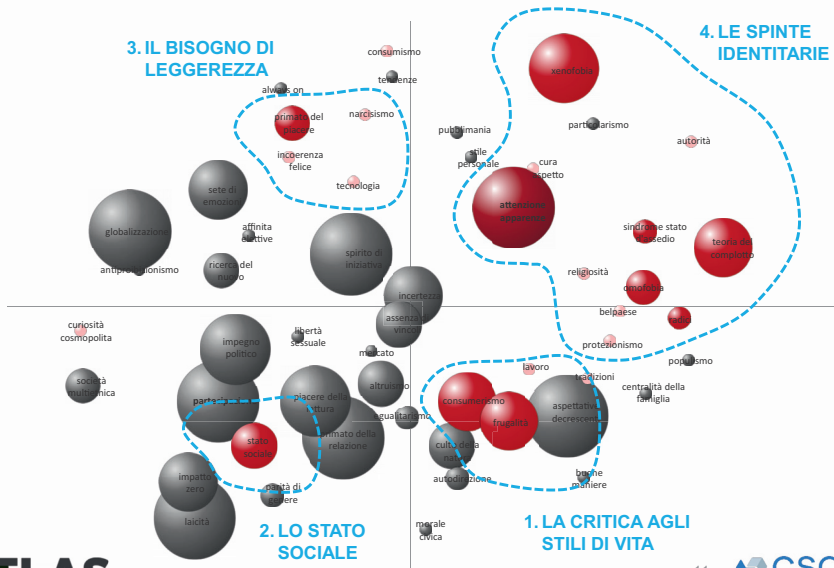 3. IL BISOGNO DI
LEGGEREZZA
4. LE SPINTE
IDENTITARIE
consumismo
tendenze
always on
primato del
piacere
narcisismo
incoerenza
felice
tecnologia
xenofobia
particolarismo
pubblimania
autorità
stile
personale
cura
aspetto
attenzione
apparenza
sete di
emozioni
globalizzazione
affinita
elettive
antiproibizionismo
ricerca del
nuovo
spirito di
Iniziativa
sindrome stato
d'assedio
teoria del
complotto
religiosità
omofobia
incertezza
belpaese
radici
assenza di
vincoli
curiosità
cosmopolita
impegno
politico
libertà
sessuale
mercato
protezionismo
populismo
lavoro
tradizioni
società
multietnica
altruismo
centralità della
famiglia
piacere della
lettura
consumerismo
aspettative
decrescenti
egualitarismo
frugalità
stato
sociale
primato della
relazione
culto della
natura
impatto
zero
autodirezione
buone
maniere
parità di
genere
laicità
morale
civica
2. LO STATO
SOCIALE
1. LA CRITICA AGLI
STILI DI VITA